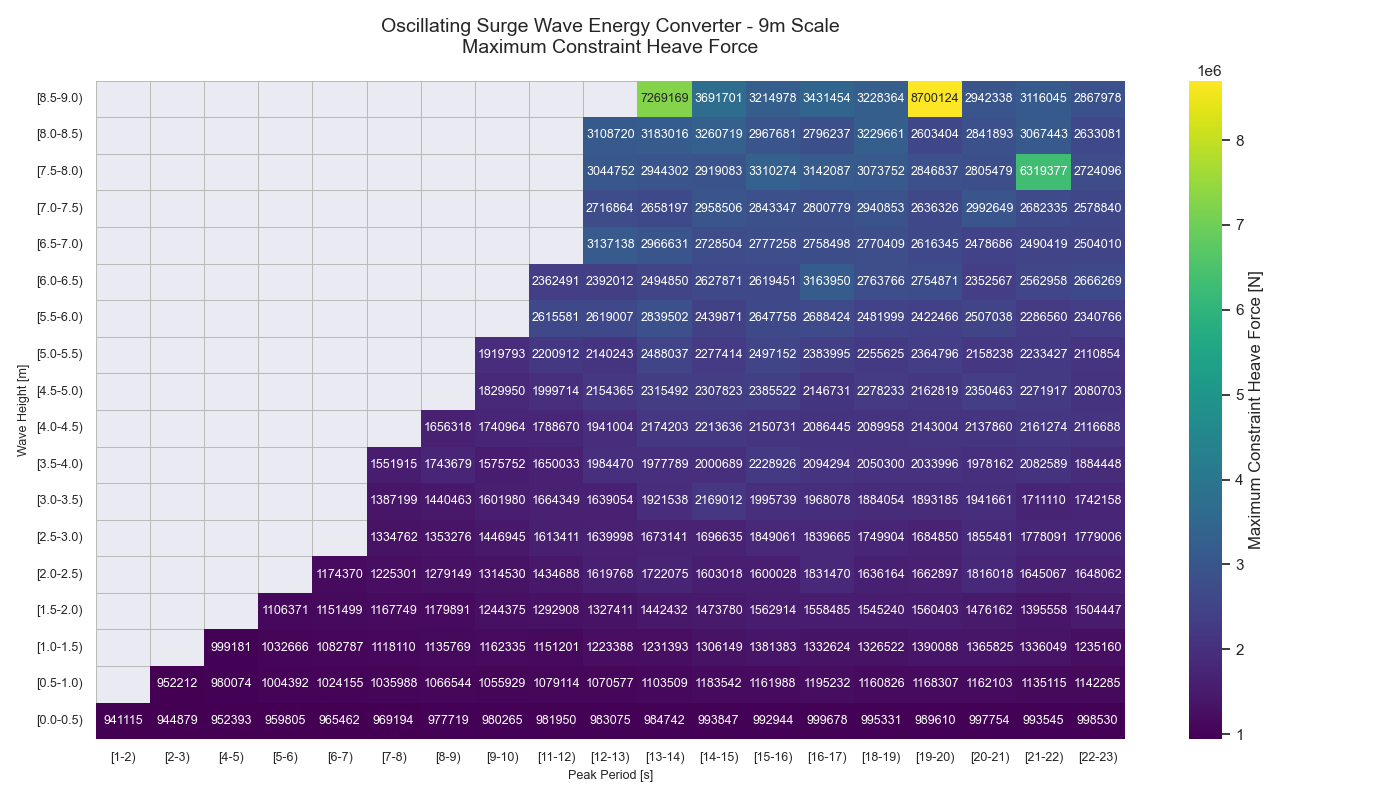 Oscillating Surge Wave Energy Converter - 9m Scale
Maximum Constraint Heave Force
1e6
[8.5-9.0) 7269169 3691701 3214978 3431454 3228364 8700124 2942338 3116045 2867978
[8.0-8.5) 3108720 3183016 3260719 2967681 2796237 3229661 2603404 2841893 3067443 2633081
8
[7.5-8.0) 3044752 2944302 2919083 3310274 3142087 3073752 2846837 2805479 6319377 2724096
[7.0-7.5) 2716864 2658197 2958506 2843347 2800779 2940853 2636326 2992649 2682335 2578840
7
[6.5-7.0) 3137138 2966631 2728504 2777258 2758498 2770409 2616345 2478686 2490419 2504010
[6.0-6.5) 2362491 2392012 2494850 2627871 2619451 3163950 2763766 2754871 2352567 2562958 2666269
6
[5.5-6.0) 2615581 2619007 2839502 2439871 2647758 2688424 2481999 2422466 2507038 2286560 2340766
[5.0-5.5) 1919793 2200912 2140243 2488037 2277414 2497152 2383995 2255625 2364796 2158238 2233427 2110854
5
[4.5-5.0) 1829950 1999714 2154365 2315492 2307823 2385522 2146731 2278233 2162819 2350463 2271917 2080703
Wave Height [m]
Maximum Constraint Heave Force [N]
[4.0-4.5) 1656318 1740964 1788670 1941004 2174203 2213636 2150731 2086445 2089958 2143004 2137860 2161274 2116688
[3.5-4.0) 1551915 1743679 1575752 1650033 1984470 1977789 2000689 2228926 2094294 2050300 2033996 1978162 2082589 1884448
4
[3.0-3.5) 1387199 1440463 1601980 1664349 1639054 1921538 2169012 1995739 1968078 1884054 1893185 1941661 1711110 1742158
[2.5-3.0) 1334762 1353276 1446945 1613411 1639998 1673141 1696635 1849061 1839665 1749904 1684850 1855481 1778091 1779006
3
[2.0-2.5) 1174370 1225301 1279149 1314530 1434688 1619768 1722075 1603018 1600028 1831470 1636164 1662897 1816018 1645067 1648062
[1.5-2.0) 1106371 1151499 1167749 1179891 1244375 1292908 1327411 1442432 1473780 1562914 1558485 1545240 1560403 1476162 1395558 1504447
[1.0-1.5) 999181 1032666 1082787 1118110 1135769 1162335 1151201 1223388 1231393 1306149 1381383 1332624 1326522 1390088 1365825 1336049 1235160
2
[0.5-1.0) 952212 980074 1004392 1024155 1035988 1066544 1055929 1079114 1070577 1103509 1183542 1161988 1195232 1160826 1168307 1162103 1135115 1142285
[0.0-0.5) 941115 944879 952393 959805 965462 969194 977719 980265 981950 983075 984742 993847 992944 999678 995331 989610 997754 993545 998530
1
[1-2) [2-3) [4-5) [5-6) [6-7) [7-8) [8-9) [9-10) [11-12) [12-13) [13-14) [14-15) [15-16) [16-17) [18-19) [19-20) [20-21) [21-22) [22-23)
Peak Period [s]